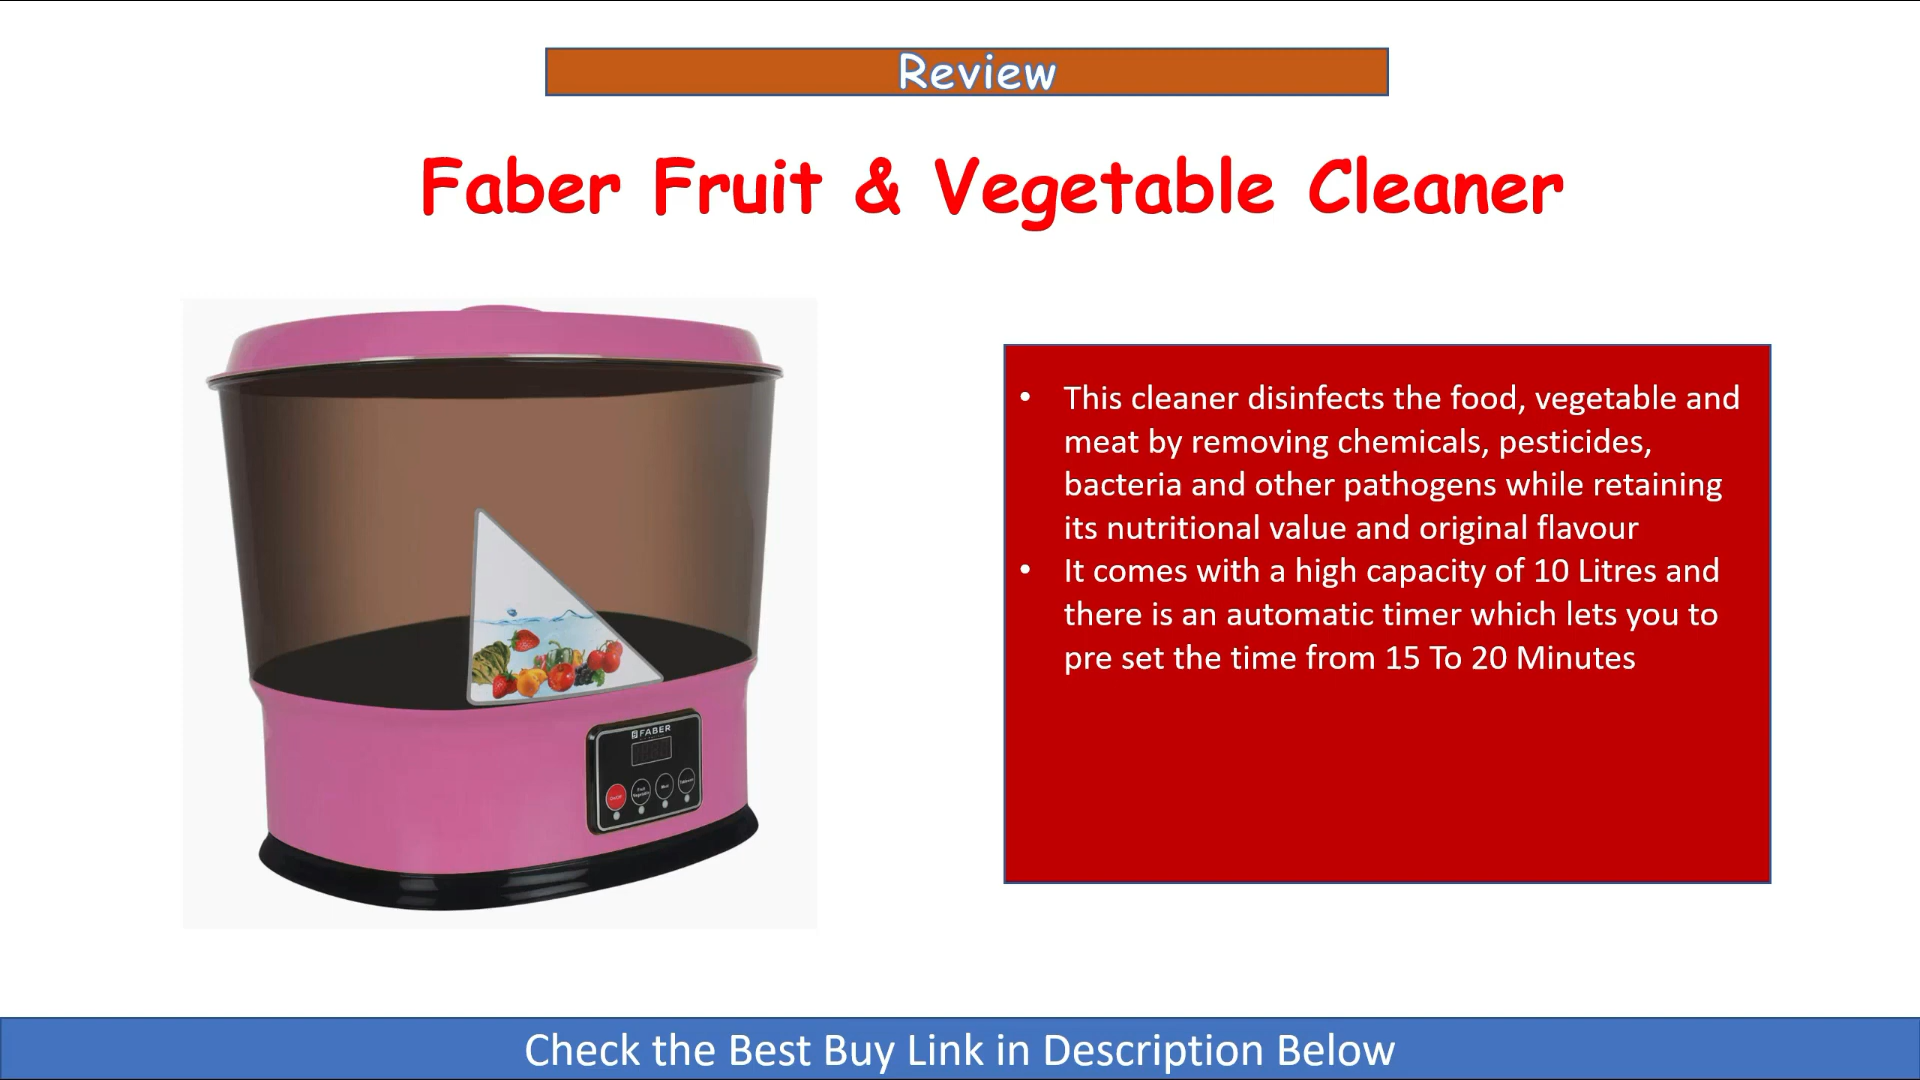 Review
Faber Fruit & Vegetable Cleaner
• This cleaner disinfects the food, vegetable and
meat by removing chemicals, pesticides,
bacteria and other pathogens while retaining
its nutritional value and original flavour
• It comes with a high capacity of 10 Litres and
there is an automatic timer which lets you to
pre set the time from 15 To 20 Minutes
FABER
Check the Best Buy Link in Description Below